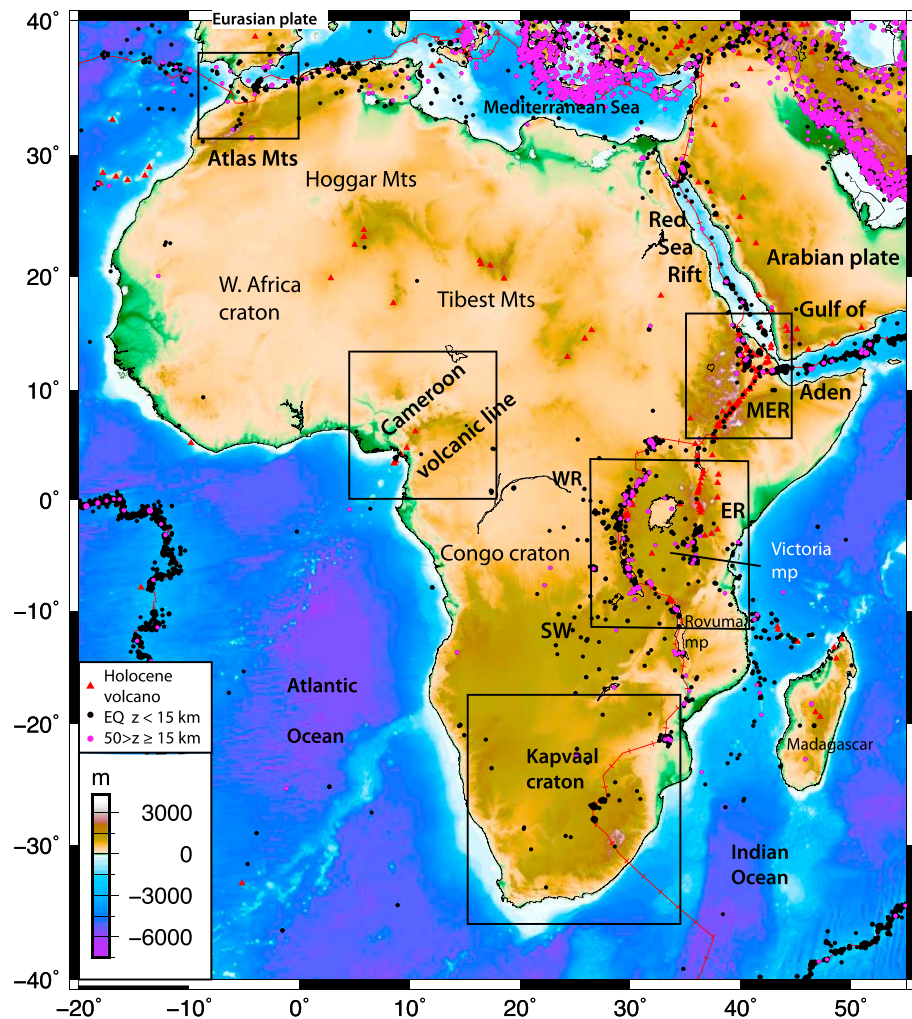 Eurasian plate
40˚
Mediterranean Sea
Atlas Mts
30˚
Hoggar Mts
Red
Sea
Rift
Arabian plate
20˚
W. Africa
craton
Tibest Mts
Gulf of
10˚
Cameroon
volcanic line
MER
Aden
WR
0˚
ER
Congo craton
Victoria
mp
−10˚
SW
Rovuma
mp
Holocene
volcano
EQ z < 15 km
50>z ≥ 15 km
Atlantic
Ocean
−20˚
Madagascar
Kapvaal
craton
m
3000
0
−3000
−6000
−30˚
Indian
Ocean
−40˚
−20˚
−10˚
0˚
10˚
20˚
30˚
40˚
50˚